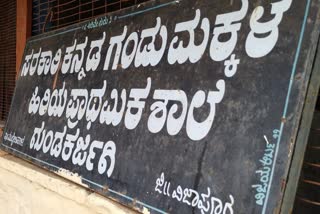 ಸರಕಾರಿ ಕನ್ನಡ ಗಂಡು ಮಕ್ಕಳ
ಹಿರಿಯ ಪ್ರಾಥಮಿಕ ಶಾಲೆ
ಗುಂಡಕರ್ಜಗಿ
ಜಿ॥ ವಿಜಾಪೂರ